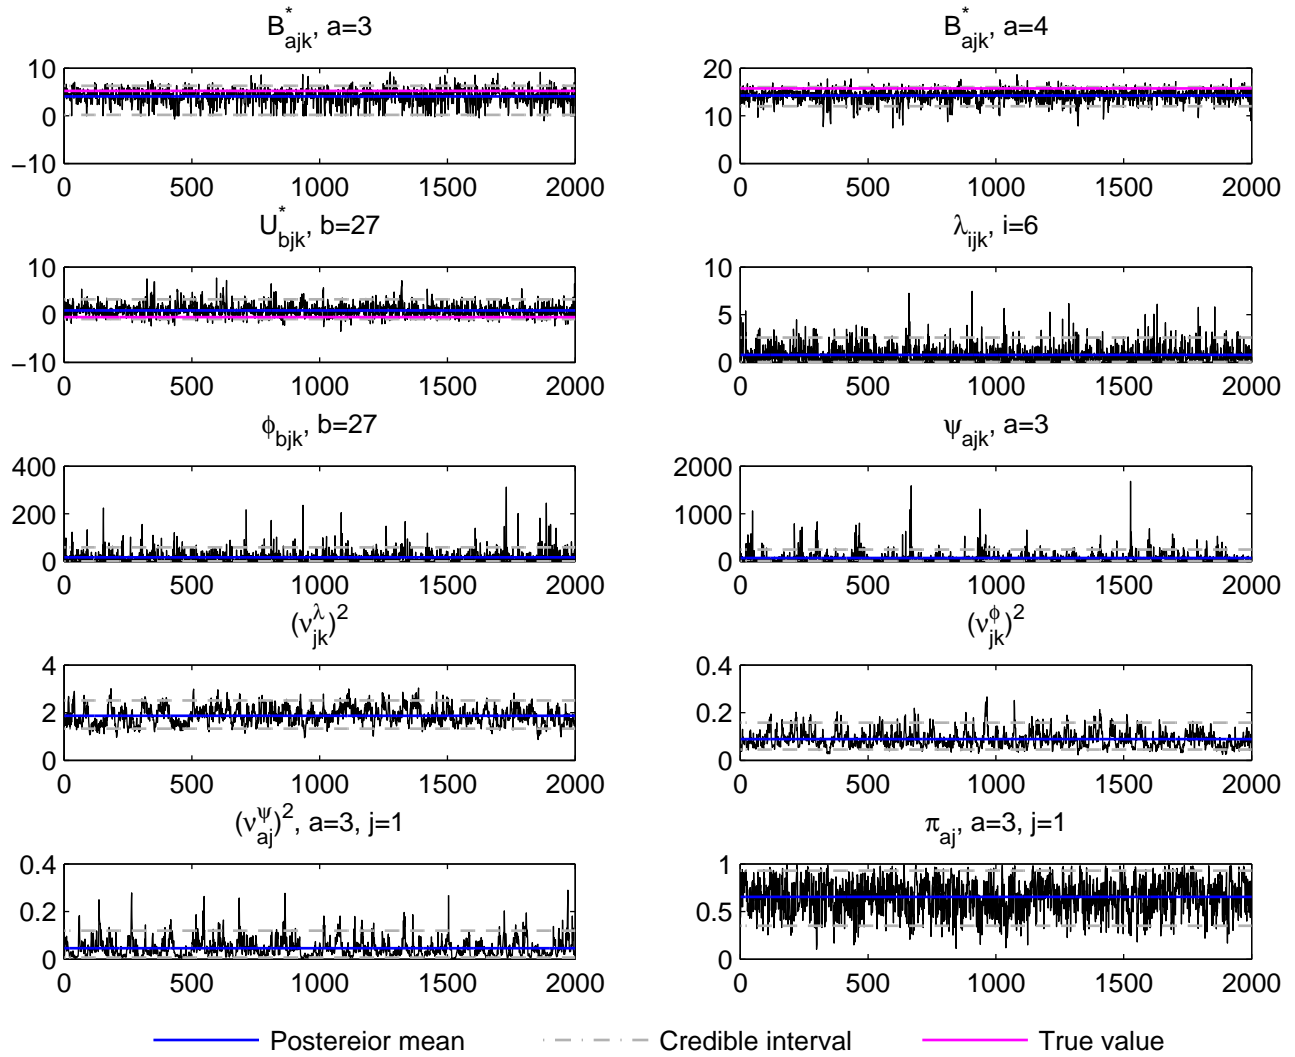 B*ajk, a=3
B*ajk, a=4
10
0
−10
0 500 1000 1500 2000
20
10
0
0 500 1000 1500 2000
U*bjk, b=27
λijk, i=6
10
0
−10
0 500 1000 1500 2000
10
5
0
0 500 1000 1500 2000
ϕbjk, b=27
ψajk, a=3
400
200
0
0 500 1000 1500 2000
2000
1000
0
0 500 1000 1500 2000
(νλjk)2
(νϕjk)2
4
2
0
0 500 1000 1500 2000
0.4
0.2
0
0 500 1000 1500 2000
(νψaj)2, a=3, j=1
πaj, a=3, j=1
0.4
0.2
0
0 500 1000 1500 2000
1
0.5
0
0 500 1000 1500 2000
Postereior mean Credible interval True value